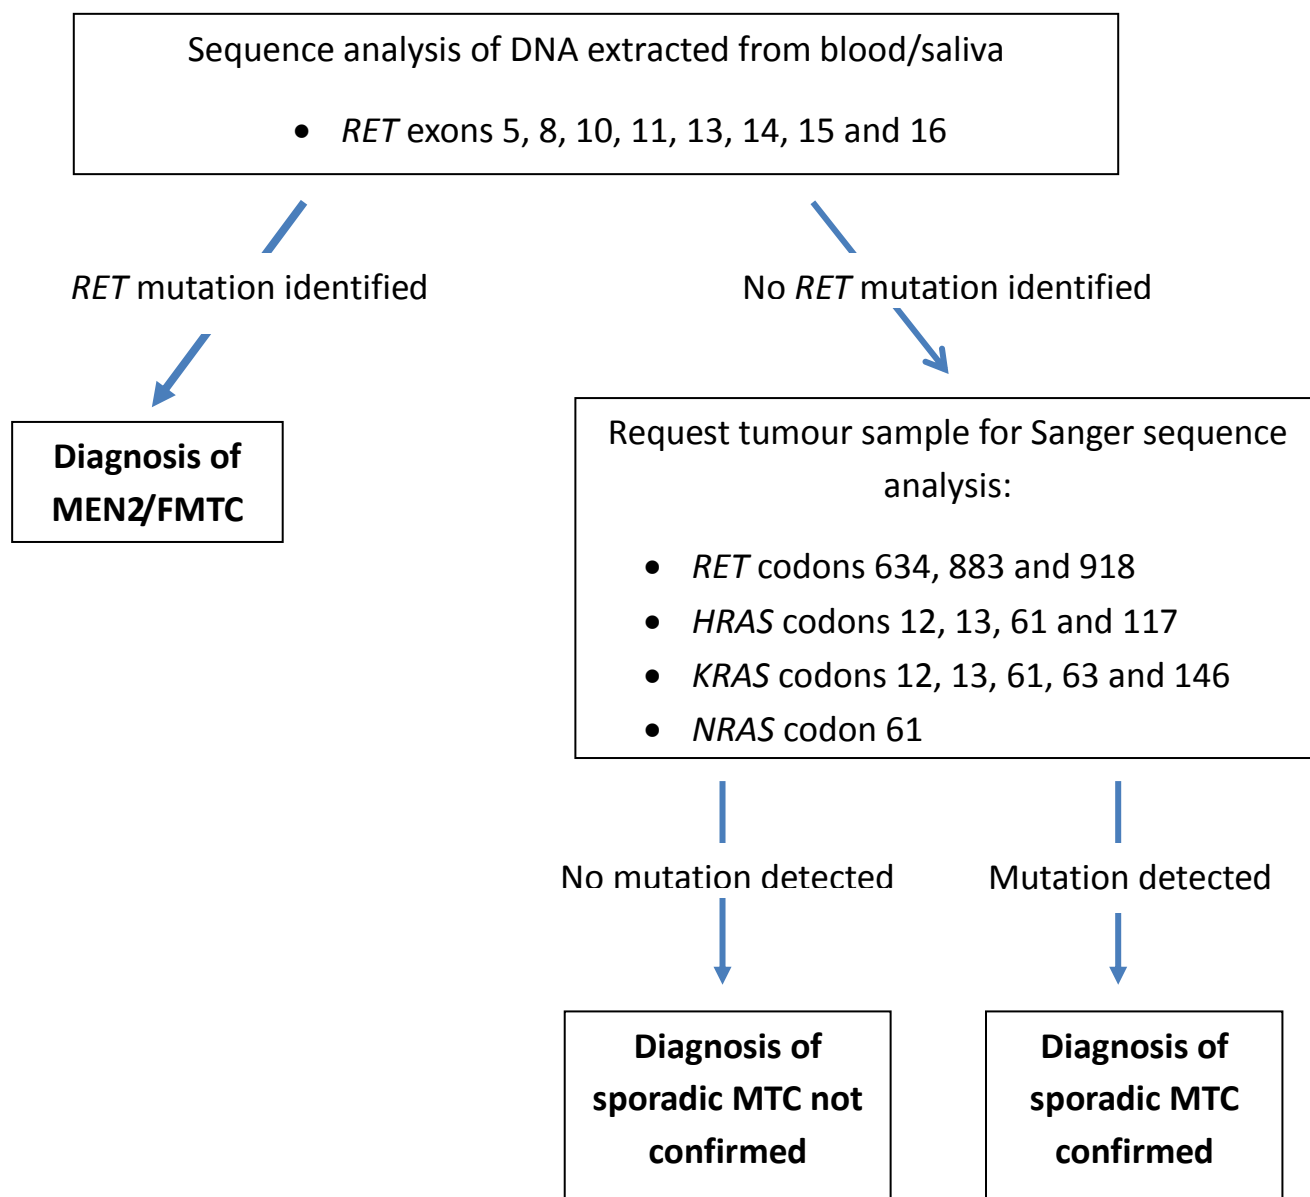 Sequence analysis of DNA extracted from blood/saliva
• RET exons 5, 8, 10, 11, 13, 14, 15 and 16
RET mutation identified
No RET mutation identified
Diagnosis of
MEN2/FMTC
Request tumour sample for Sanger sequence
analysis:
• RET codons 634, 883 and 918
• HRAS codons 12, 13, 61 and 117
• KRAS codons 12, 13, 61, 63 and 146
• NRAS codon 61
No mutation detected
Mutation detected
Diagnosis of
sporadic MTC not
confirmed
Diagnosis of
sporadic MTC
confirmed